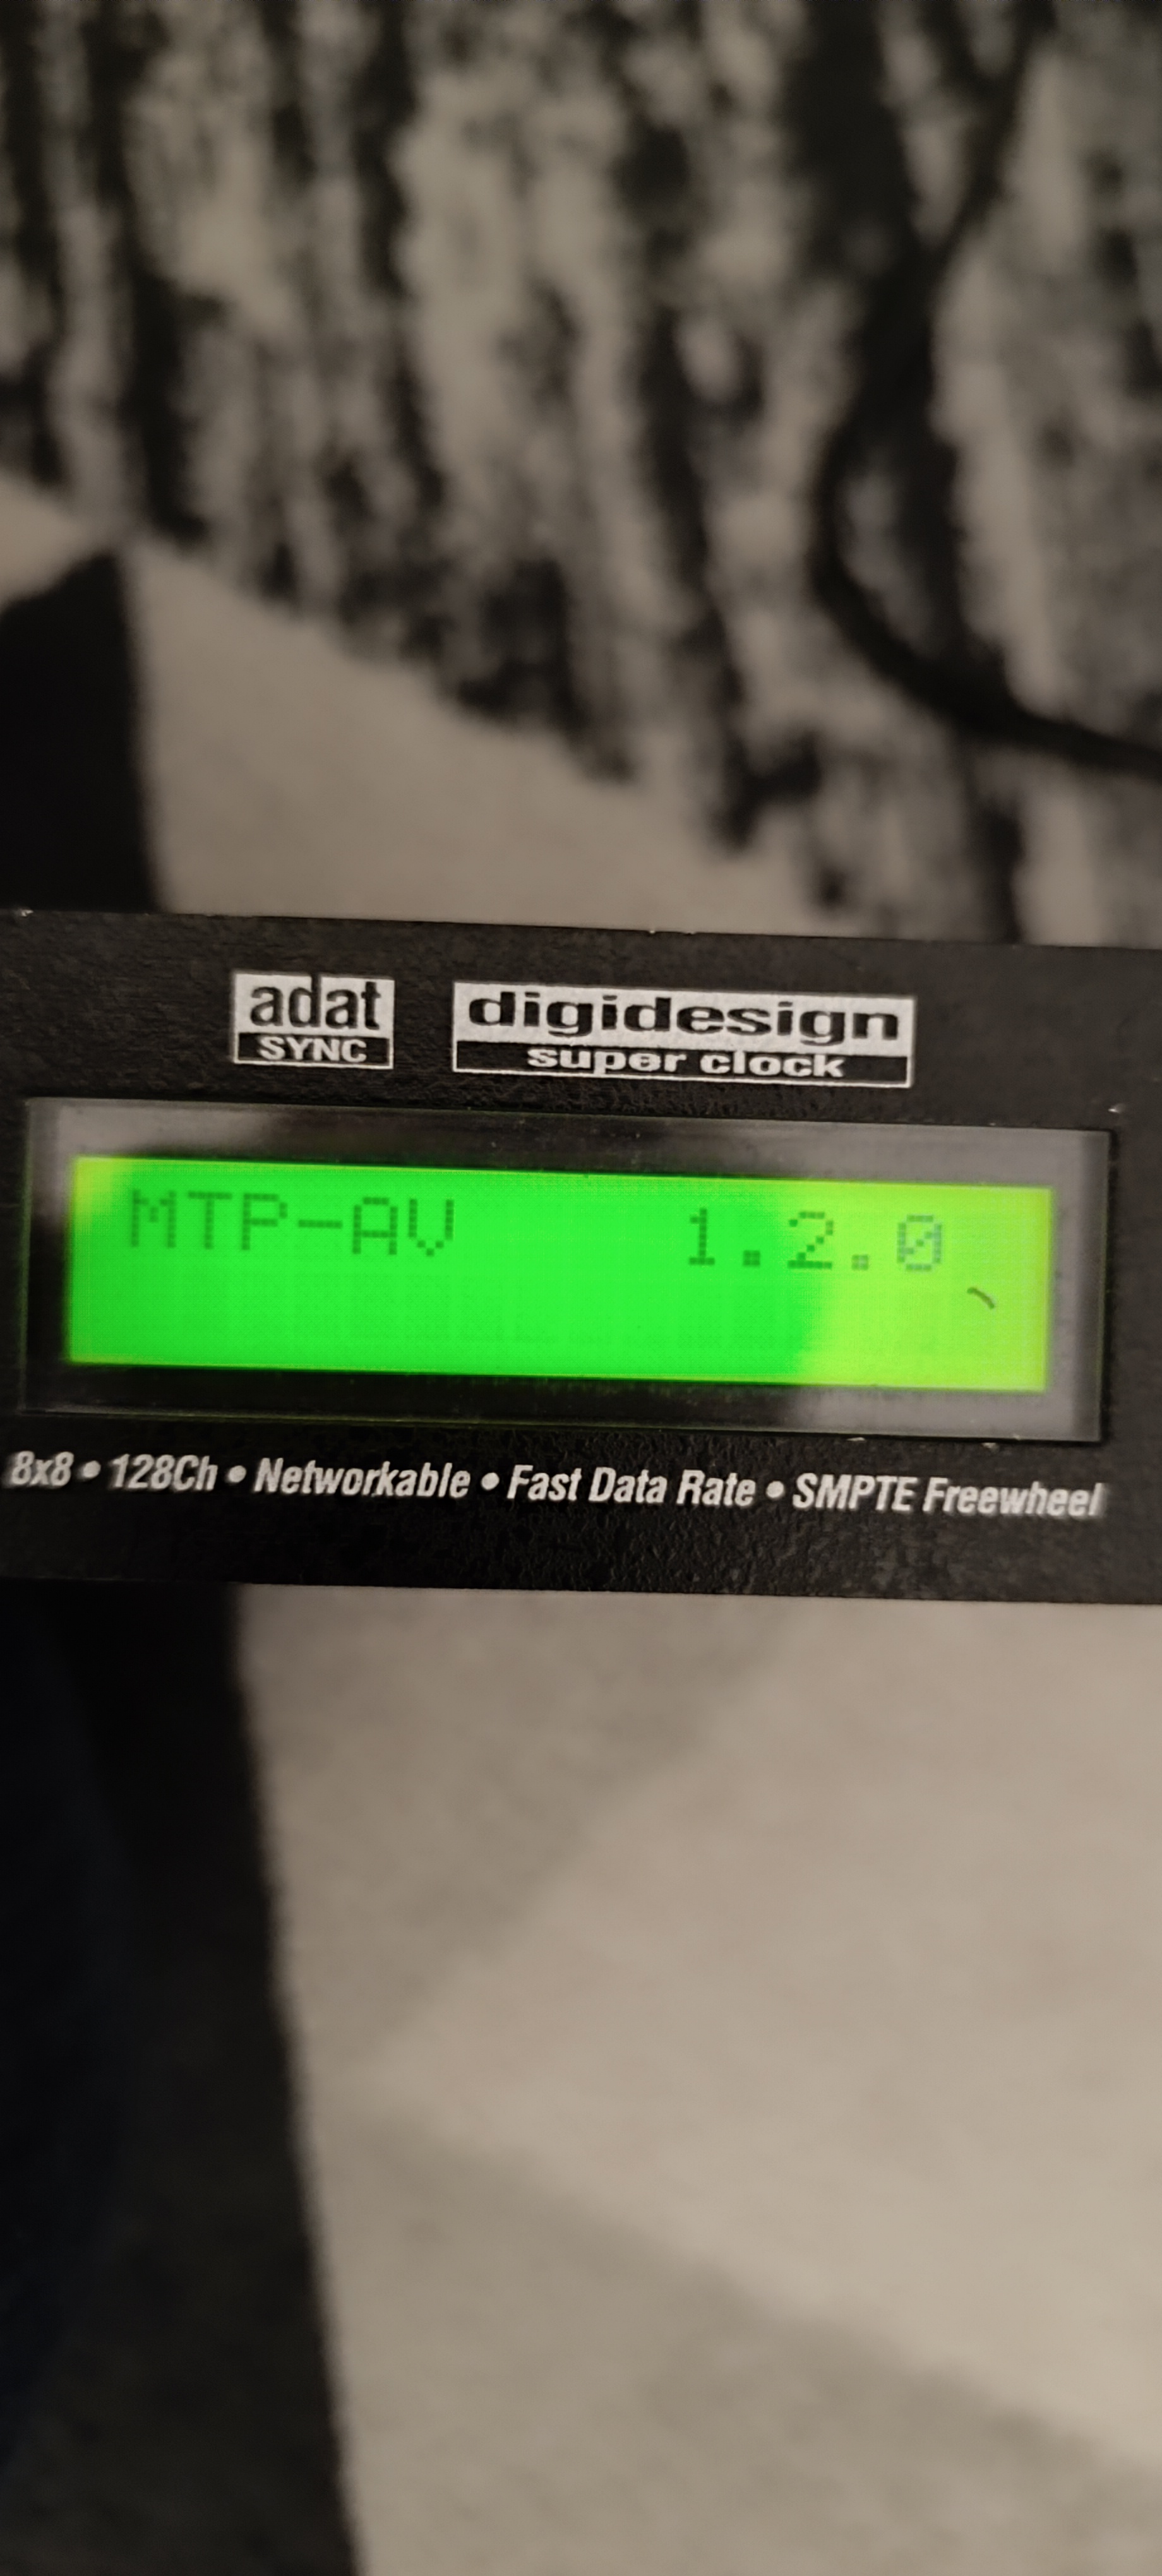 adat
SYNC
digidesign
super clock
MTP-AV 1.2.0
8x8 • 128Ch • Networkable • Fast Data Rate • SMPTE Freewheel